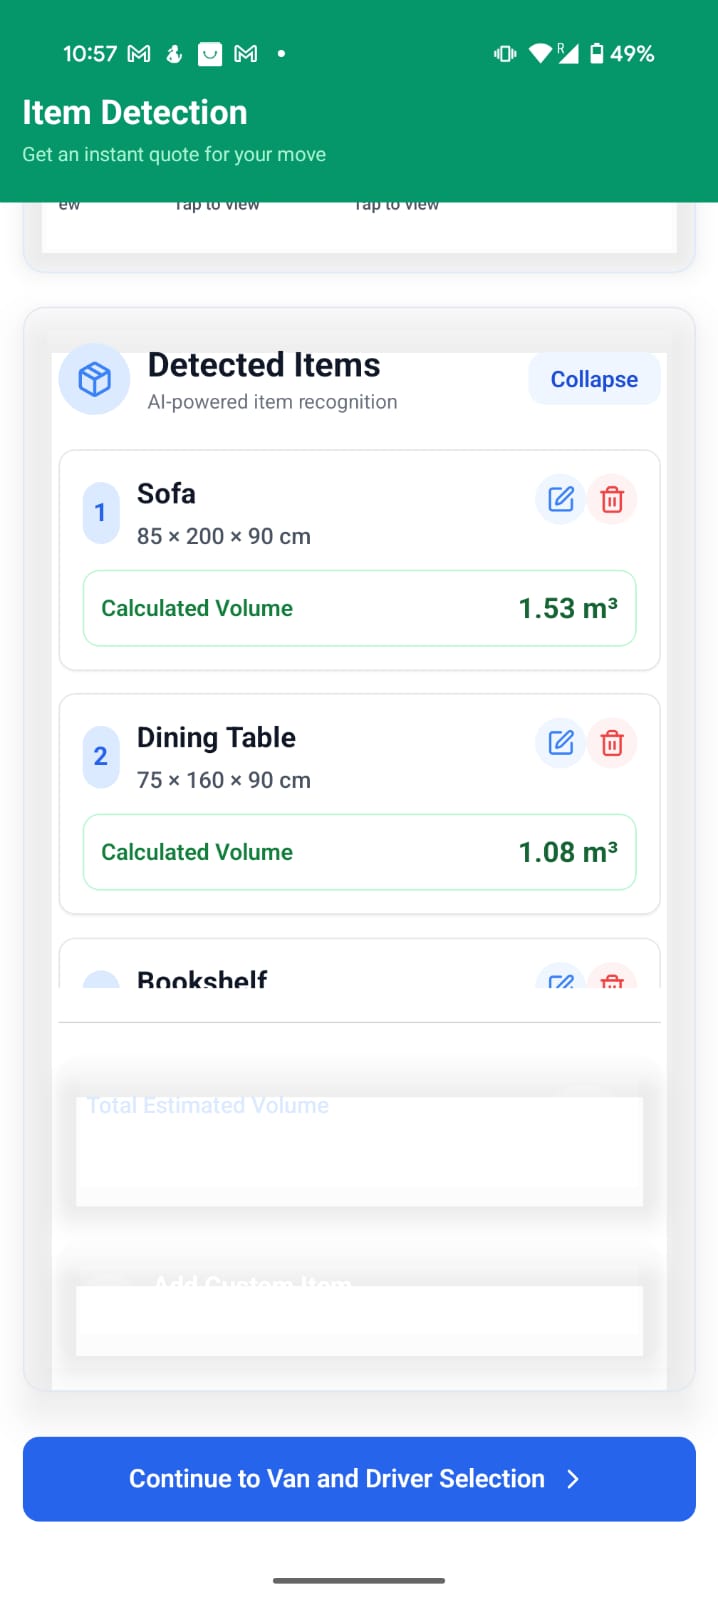 10:57
49%
Item Detection
Get an instant quote for your move
ew Tap to view Tap to view
Detected Items
AI-powered item recognition
Collapse
1
Sofa
85 × 200 × 90 cm
Calculated Volume
1.53 m³
2
Dining Table
75 × 160 × 90 cm
Calculated Volume
1.08 m³
Bookshelf
Total Estimated Volume
Add Custom Item
Continue to Van and Driver Selection